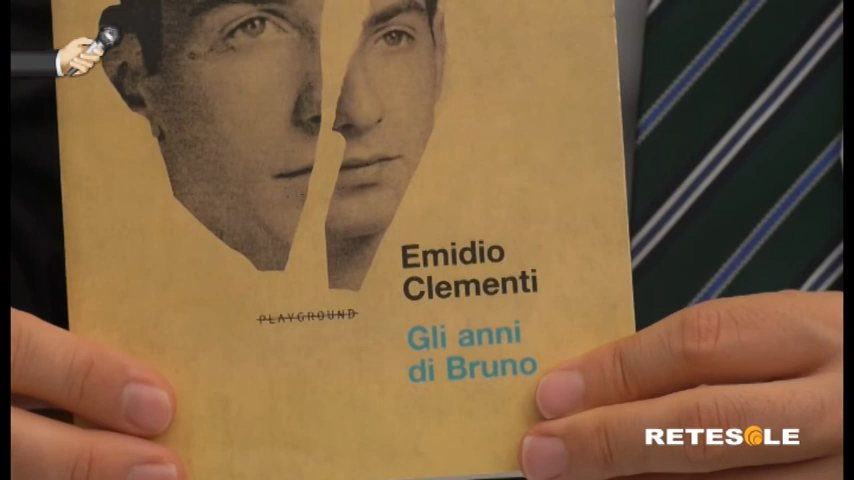 Emidio
Clementi
PLAYGROUND
Gli anni
di Bruno
RETESOLE